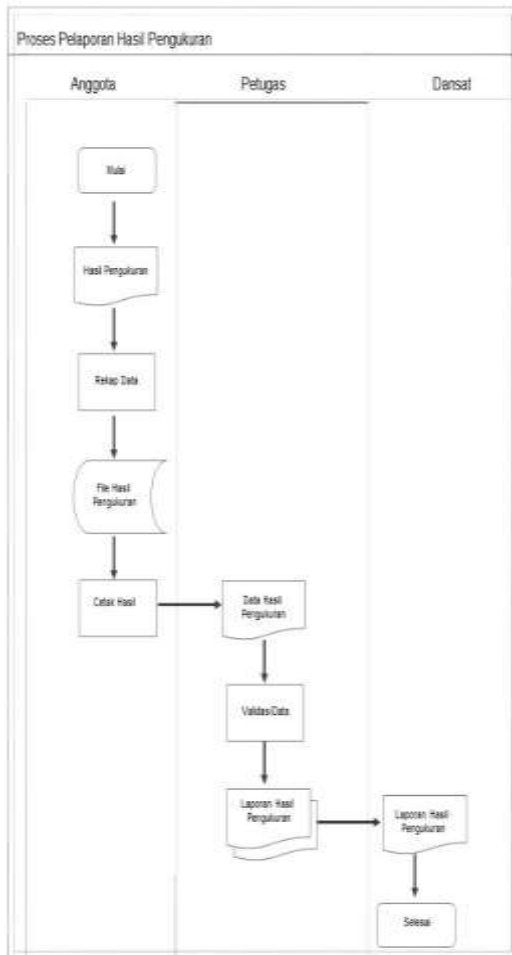 Proses Pelaporan Hasil Pengukuran
Anggota
Petugas
Dansat
Mulai
Hasil Pengukuran
Rekap Data
File Hasil
Pengukuran
Cetak Hasil
Data Hasil
Pengukuran
Validasi Data
Laporan Hasil
Pengukuran
Laporan Hasil
Pengukuran
Selesai